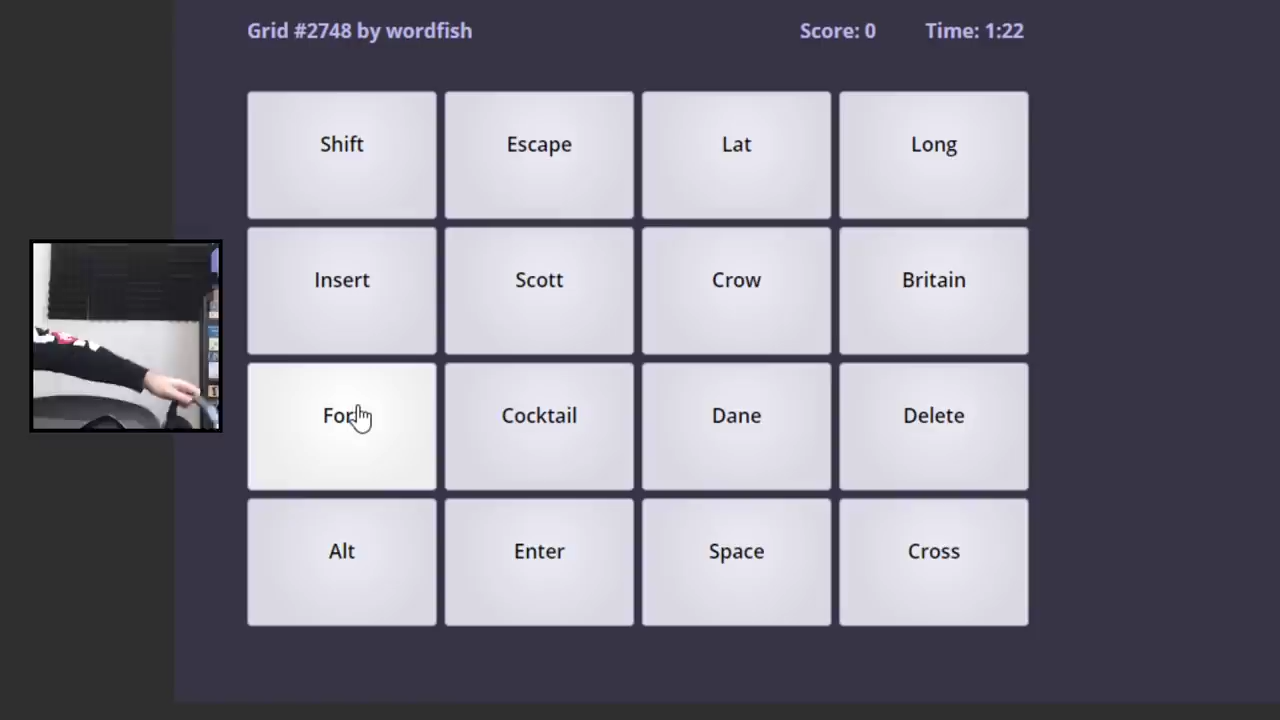 Grid #2748 by wordfish Score: 0 Time: 1:22
Shift Escape Lat Long
Insert Scott Crow Britain
Cocktail Dane Delete
Alt Enter Space Cross